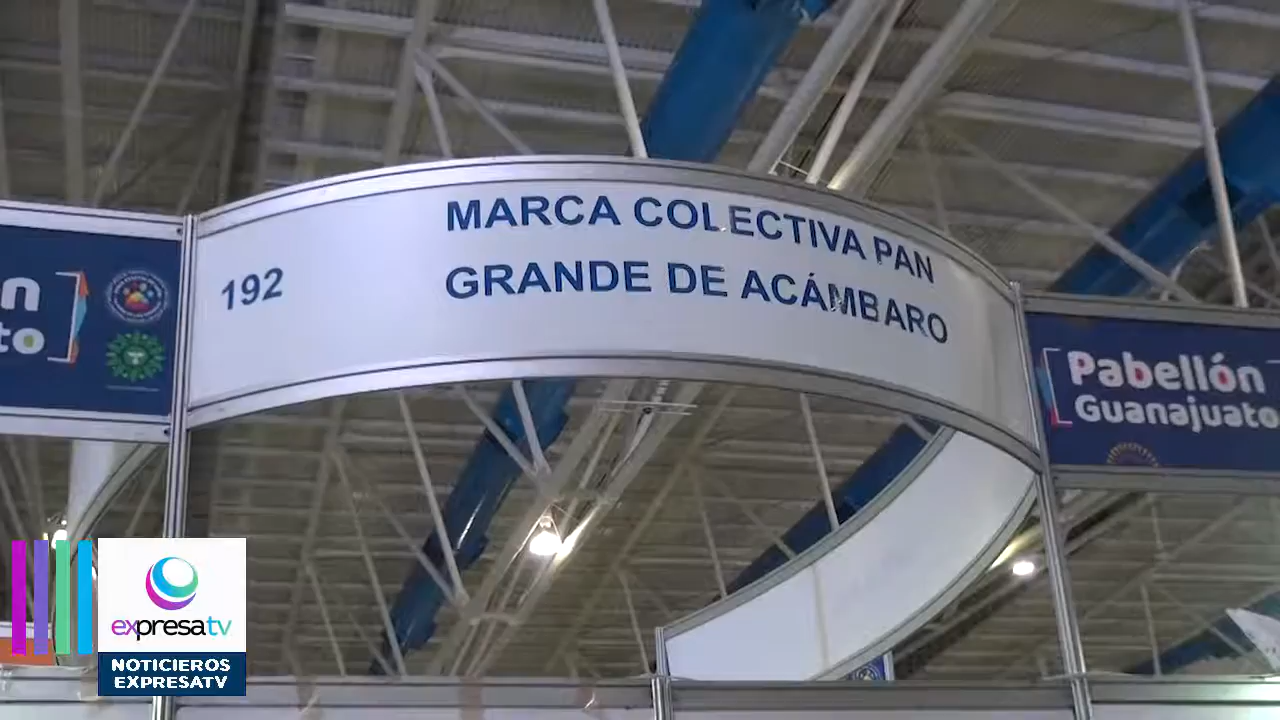 MARCA COLECTIVA PAN
GRANDE DE ACÁMBARO
192
Pabellón
Guanajuato
expresatv
NOTICIEROS
EXPRESATV